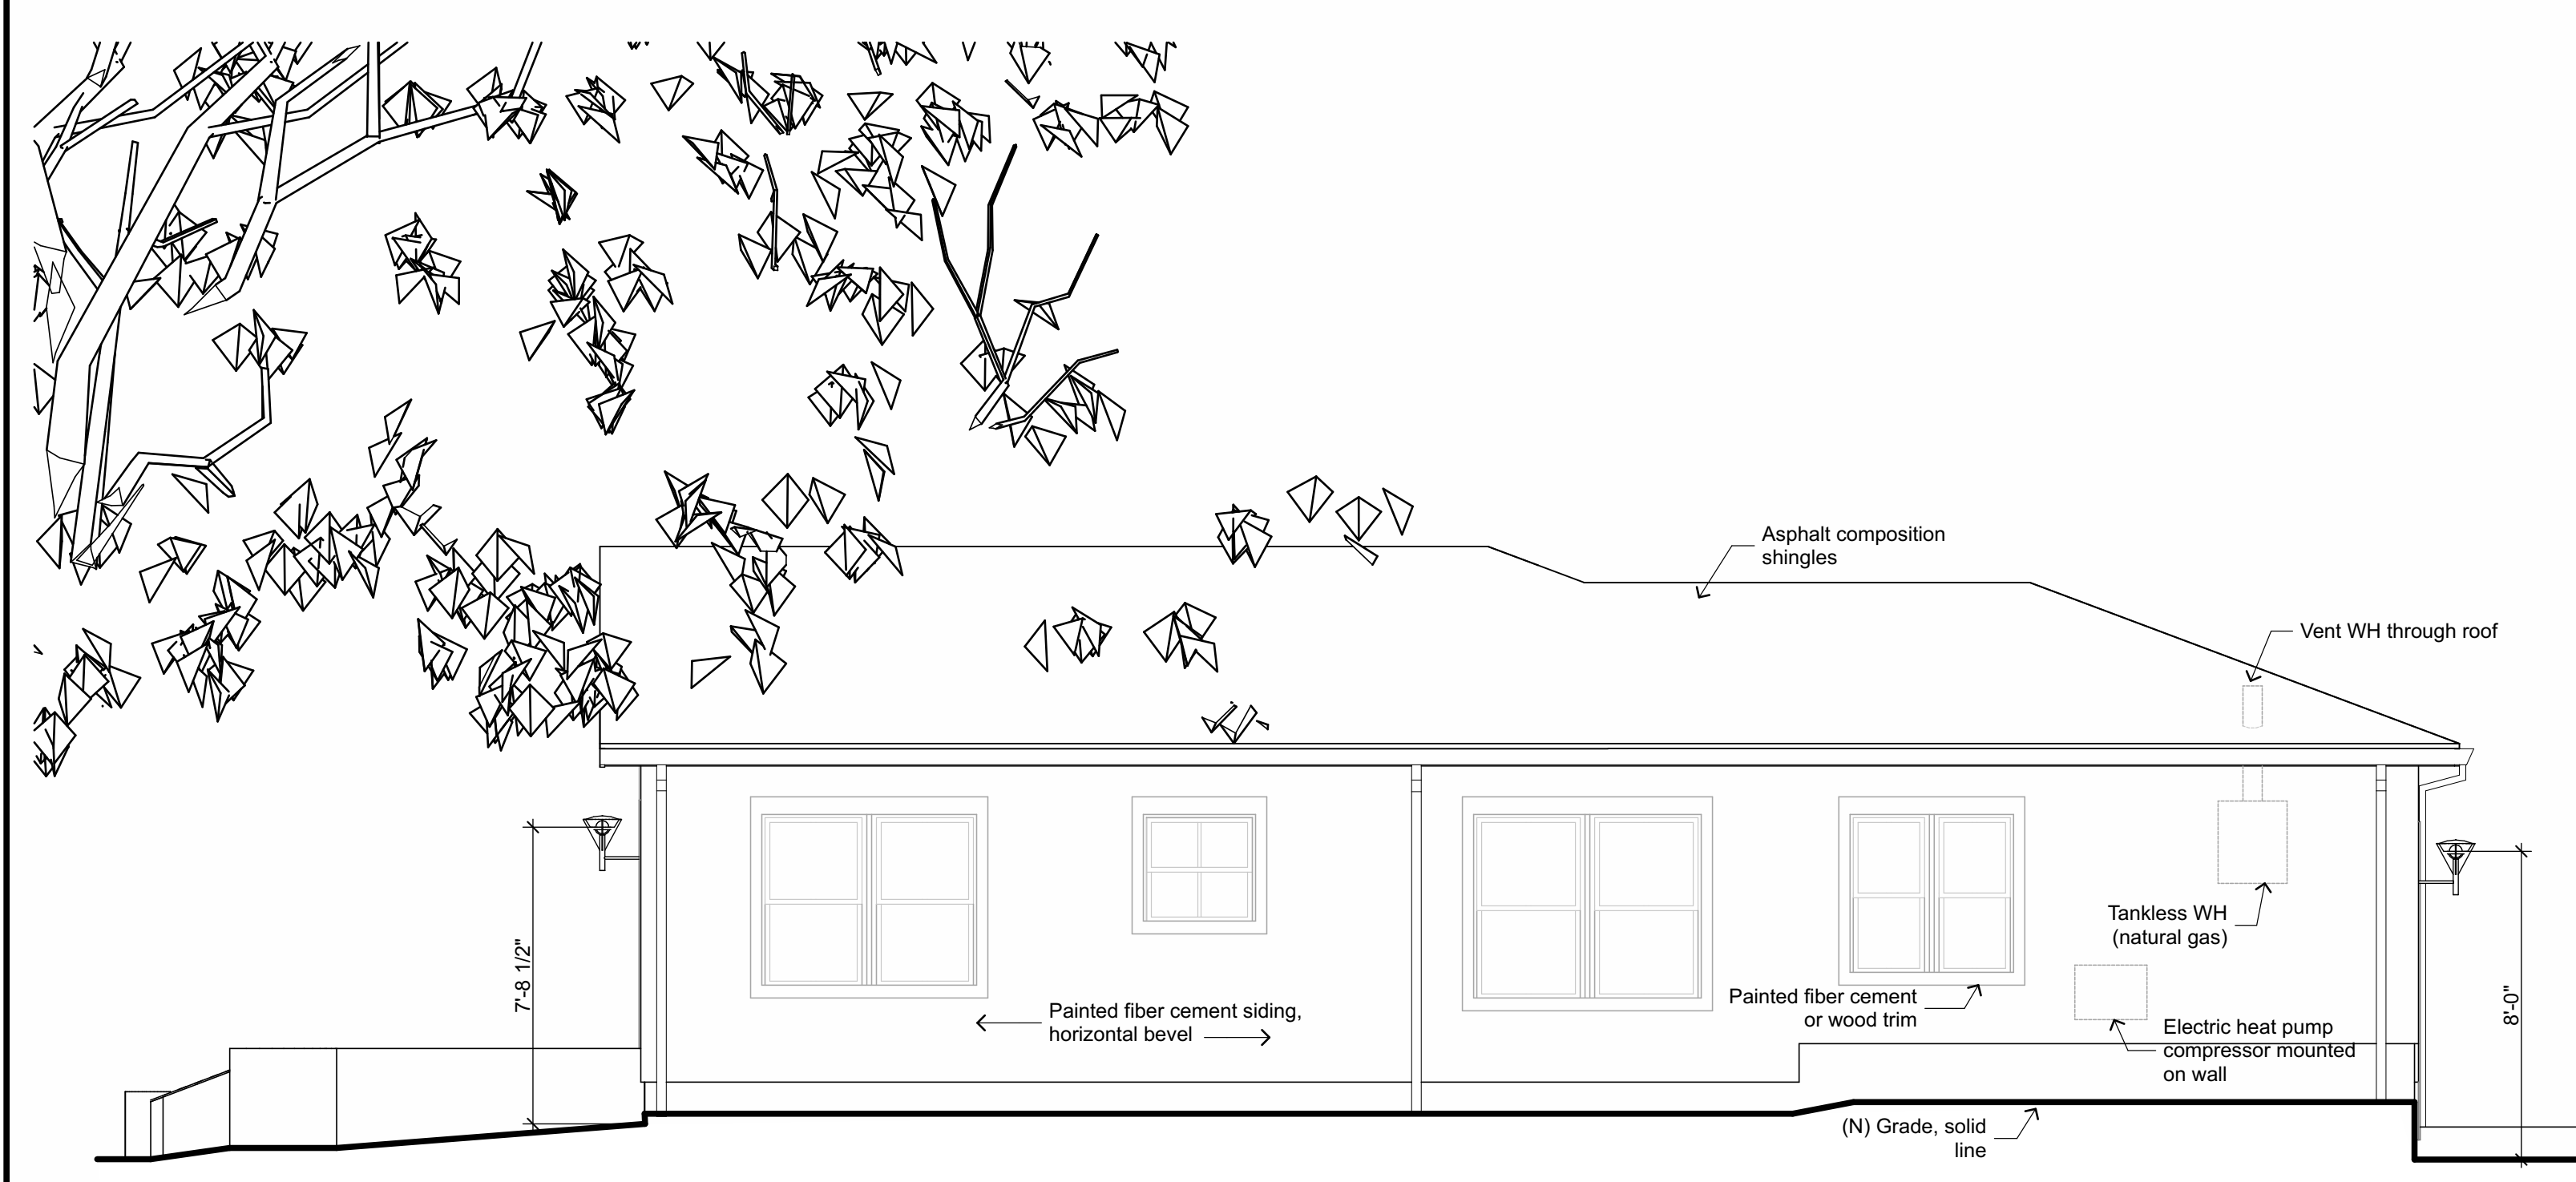 Asphalt composition
shingles
Vent WH through roof
7'-8 1/2"
Tankless WH
(natural gas)
8'-0"
Painted fiber cement siding,
horizontal bevel
Painted fiber cement
or wood trim
Electric heat pump
compressor mounted
on wall
(N) Grade, solid
line